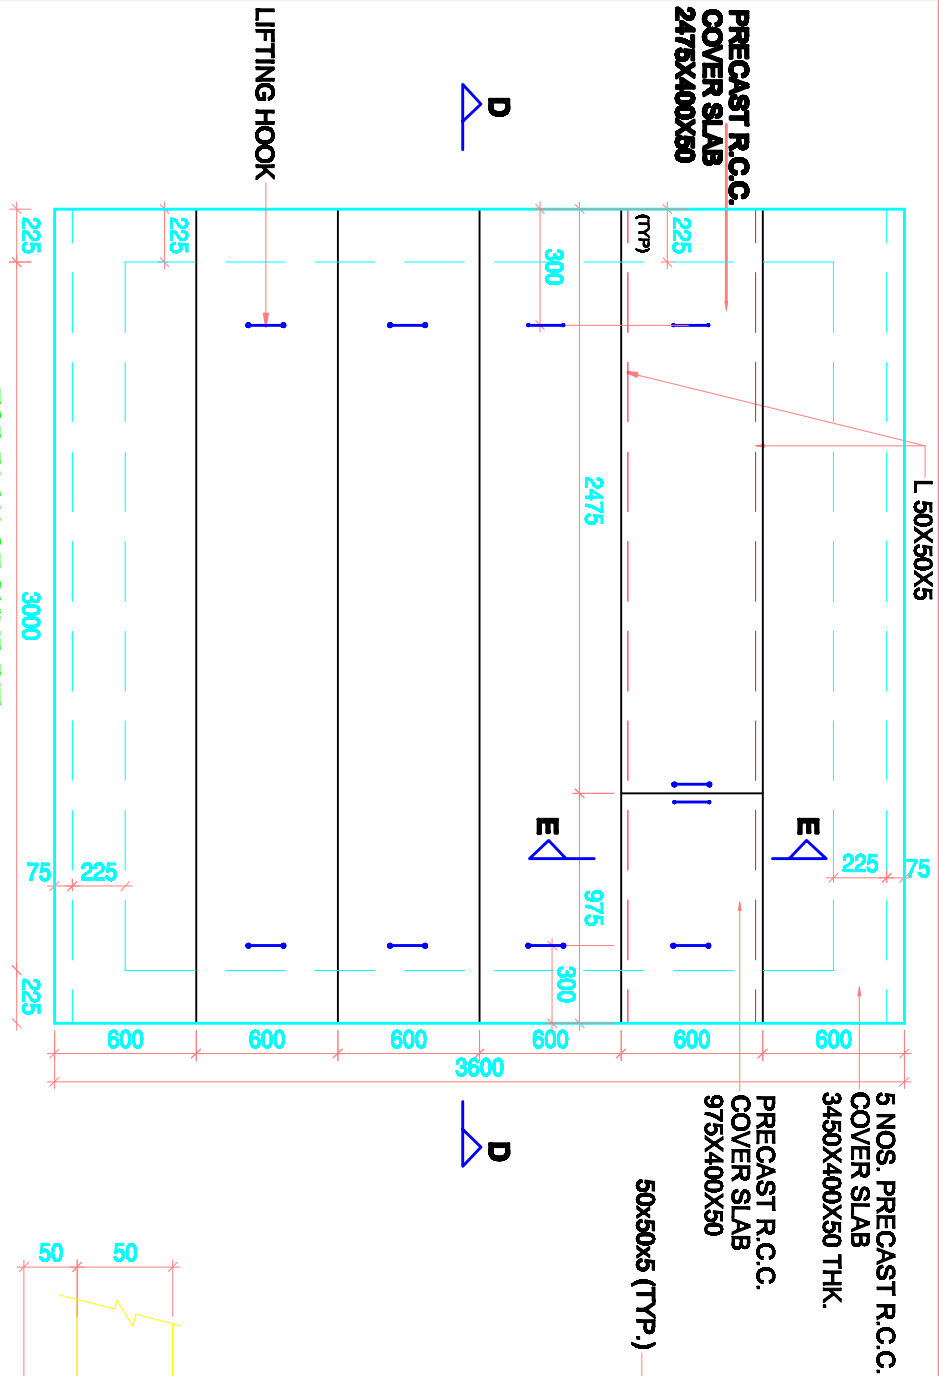 PRECAST R.C.C.
COVER SLAB
2475X400X50
LIFTING HOOK
D
L 50X50X5
225
(TYP)
300
225
225
2475
3000
E
E
975
300
225
75
75
225
225
600
600
600
600
600
600
3600
D
5 NOS. PRECAST R.C.C.
COVER SLAB
3450X400X50 THK.
PRECAST R.C.C.
COVER SLAB
975X400X50
50x50x5 (TYP.)
50
50